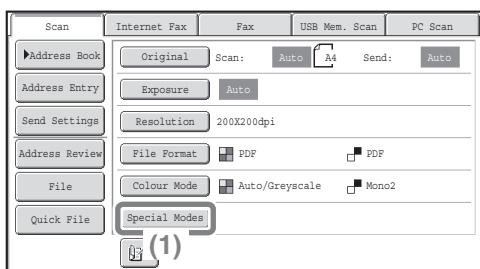 Scan Internet Fax Fax USB Mem. Scan PC Scan
Address Book Original Scan: Auto A4 Send: Auto
Address Entry Exposure Auto
Send Settings Resolution 200X200dpi
Address Review File Format PDF PDF
File Colour Mode Auto/Greyscale Mono2
Quick File Special Modes
(1)